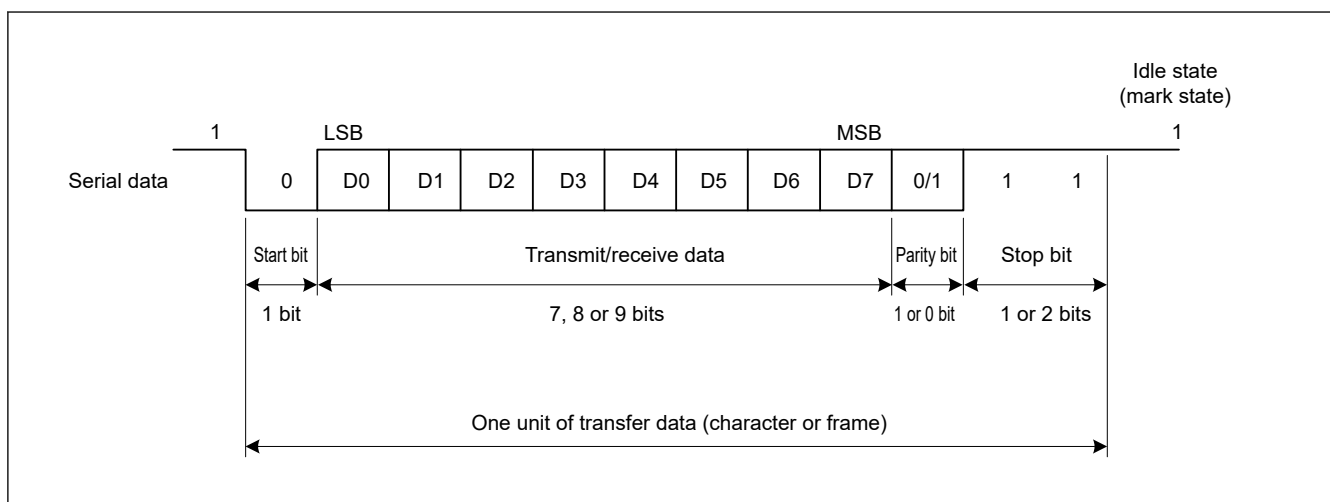 Idle state
(mark state)
1 LSB MSB 1
Serial data 0 D0 D1 D2 D3 D4 D5 D6 D7 0/1 1 1
Start bit Transmit/receive data Parity bit Stop bit
1 bit 7, 8 or 9 bits 1 or 0 bit 1 or 2 bits
One unit of transfer data (character or frame)